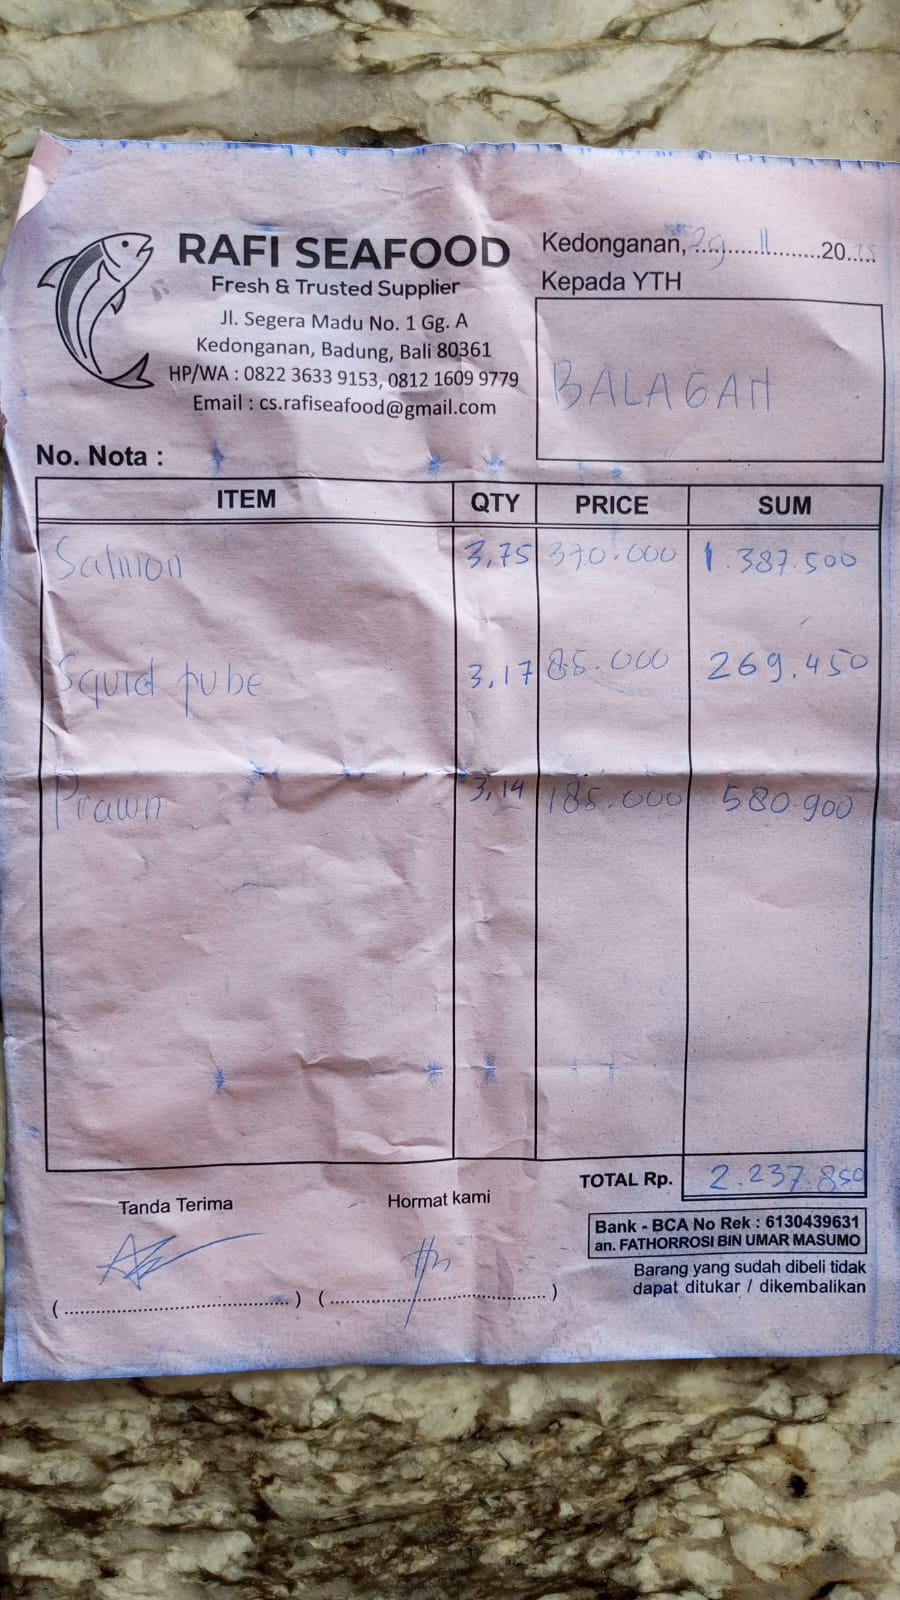 RAFI SEAFOOD
Fresh & Trusted Supplier
Jl. Segera Madu No. 1 Gg. A
Kedonganan, Badung, Bali 80361
HP/WA : 0822 3633 9153, 0812 1609 9779
Email : cs.rafiseafood@gmail.com
Kedonganan, 29 11 2025
Kepada YTH
BALAGAN
No. Nota :
ITEM QTY PRICE SUM
Salmon 3,75 370.000 1.387.500
Squid pube 3,17 85.000 269.450
Prawn 3,14 185.000 580.900
TOTAL Rp. 2.237.850
Tanda Terima Hormat kami
Bank - BCA No Rek : 6130439631
an. FATHORROSI BIN UMAR MASUMO
Barang yang sudah dibeli tidak
dapat ditukar / dikembalikan